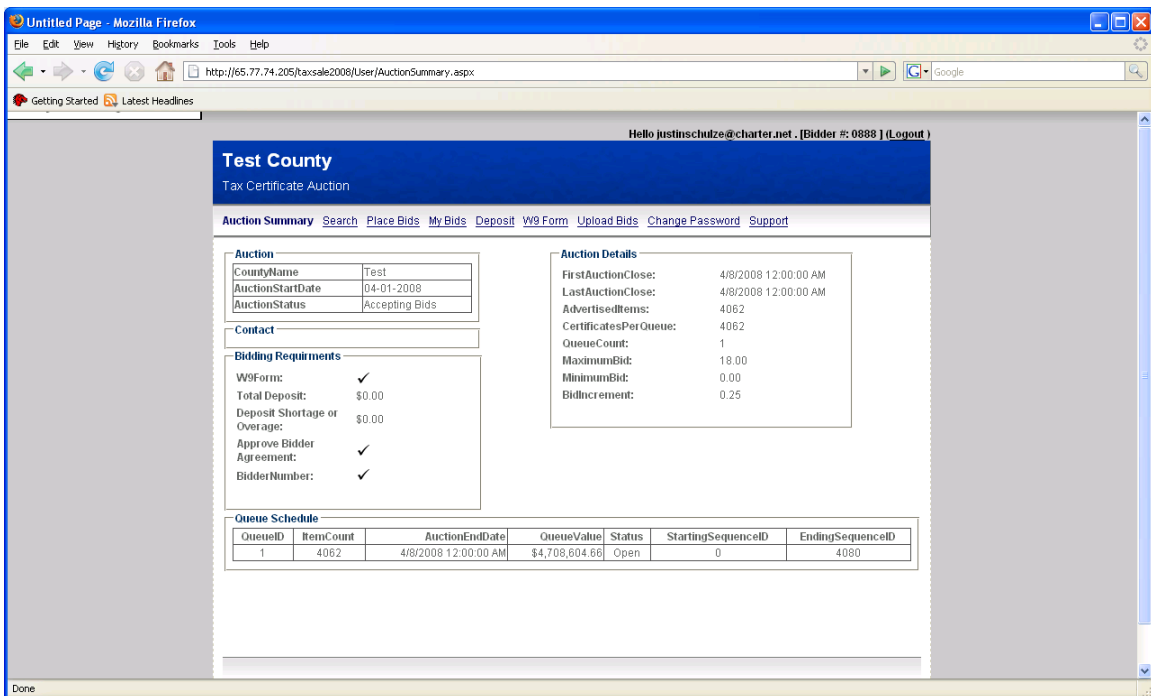 Untitled Page - Mozilla Firefox
File Edit View History Bookmarks Tools Help
http://65.77.74.205/taxsale2008/User/AuctionSummary.aspx
G Google
Getting Started Latest Headlines
Hello justinschulze@charter.net . [Bidder #: 0888 ] (Logout )
Test County
Tax Certificate Auction
Auction Summary Search Place Bids My Bids Deposit W9 Form Upload Bids Change Password Support
Auction
CountyName Test
AuctionStartDate 04-01-2008
AuctionStatus Accepting Bids
Contact
Bidding Requirments
W9Form: ✓
Total Deposit: $0.00
Deposit Shortage or
Overage: $0.00
Approve Bidder
Agreement: ✓
BidderNumber: ✓
Auction Details
FirstAuctionClose: 4/8/2008 12:00:00 AM
LastAuctionClose: 4/8/2008 12:00:00 AM
AdvertisedItems: 4062
CertificatesPerQueue: 4062
QueueCount: 1
MaximumBid: 18.00
MinimumBid: 0.00
BidIncrement: 0.25
Queue Schedule
QueueID ItemCount AuctionEndDate QueueValue Status StartingSequenceID EndingSequenceID
1 4062 4/8/2008 12:00:00 AM $4,708,604.66 Open 0 4080
Done